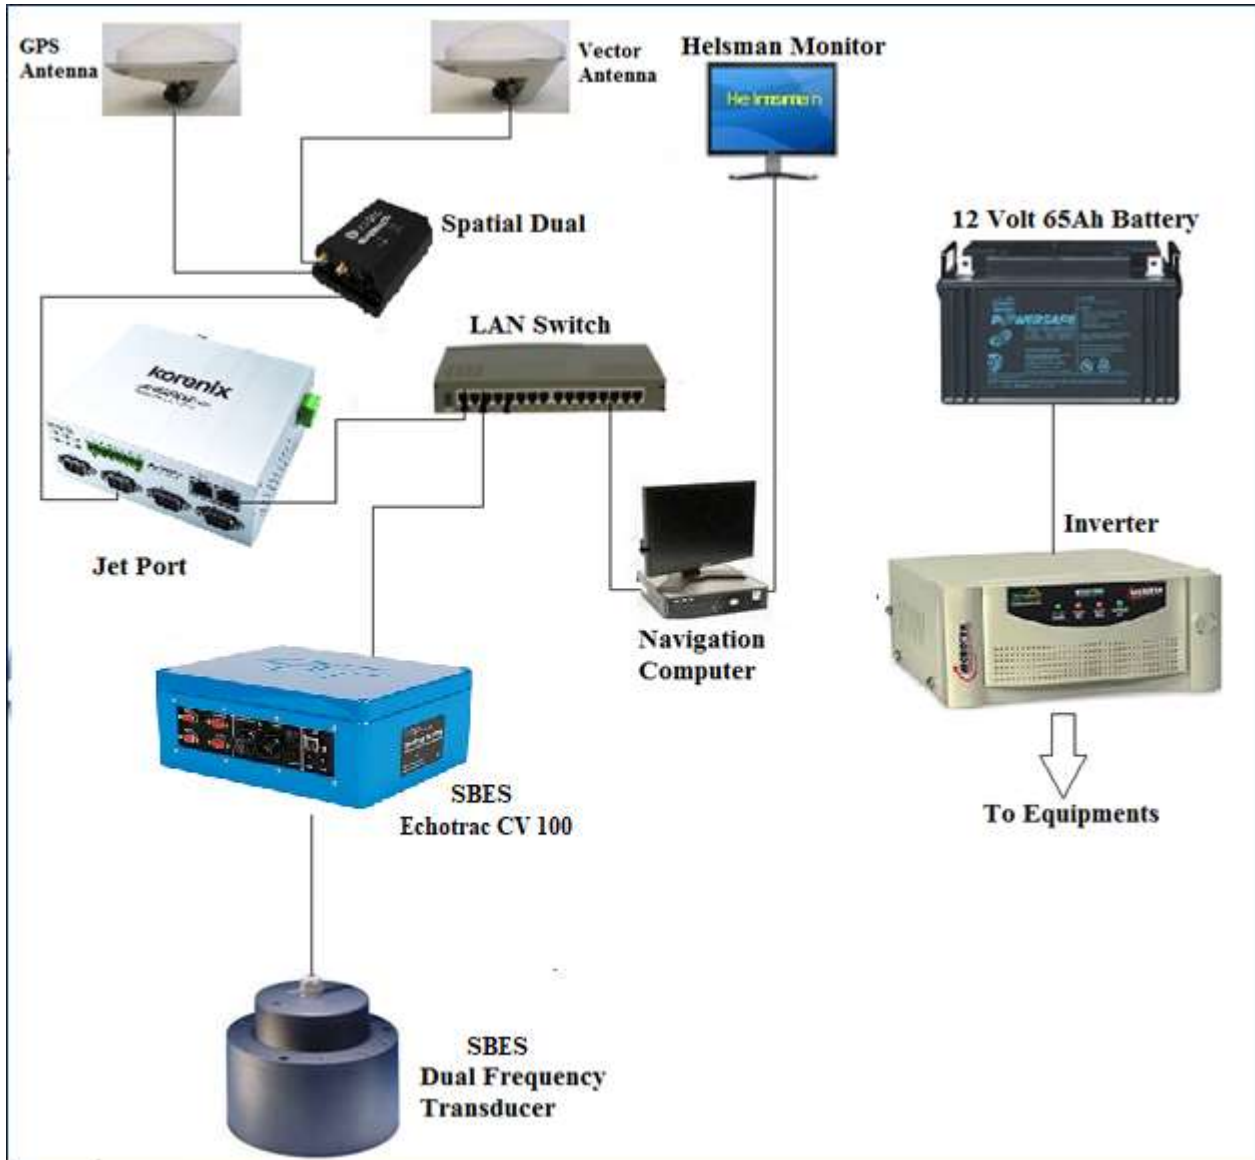 GPS
Antenna
Vector
Antenna
Helsman Monitor
Helmsman
Spatial Dual
12 Volt 65Ah Battery
LAN Switch
POWERSAFE
korenix
Inverter
Jet Port
Navigation
Computer
SBES
Echotrac CV 100
To Equipments
SBES
Dual Frequency
Transducer